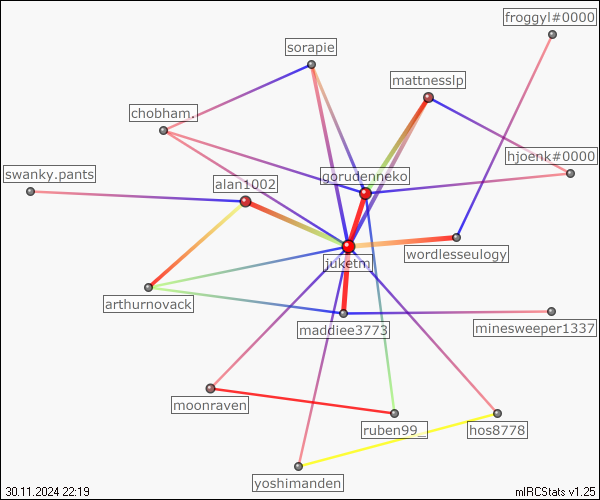 froggyl#0000
sorapie
mattnesslp
chobham.
hjoenk#0000
swanky.pants
gorudenneko
alan1002
wordlesseulogy
juketm
arthurnovack
maddiee3773
minesweeper1337
moonraven
ruben99_
hos8778
yoshimanden
30.11.2024 22:19
mIRCStats v1.25